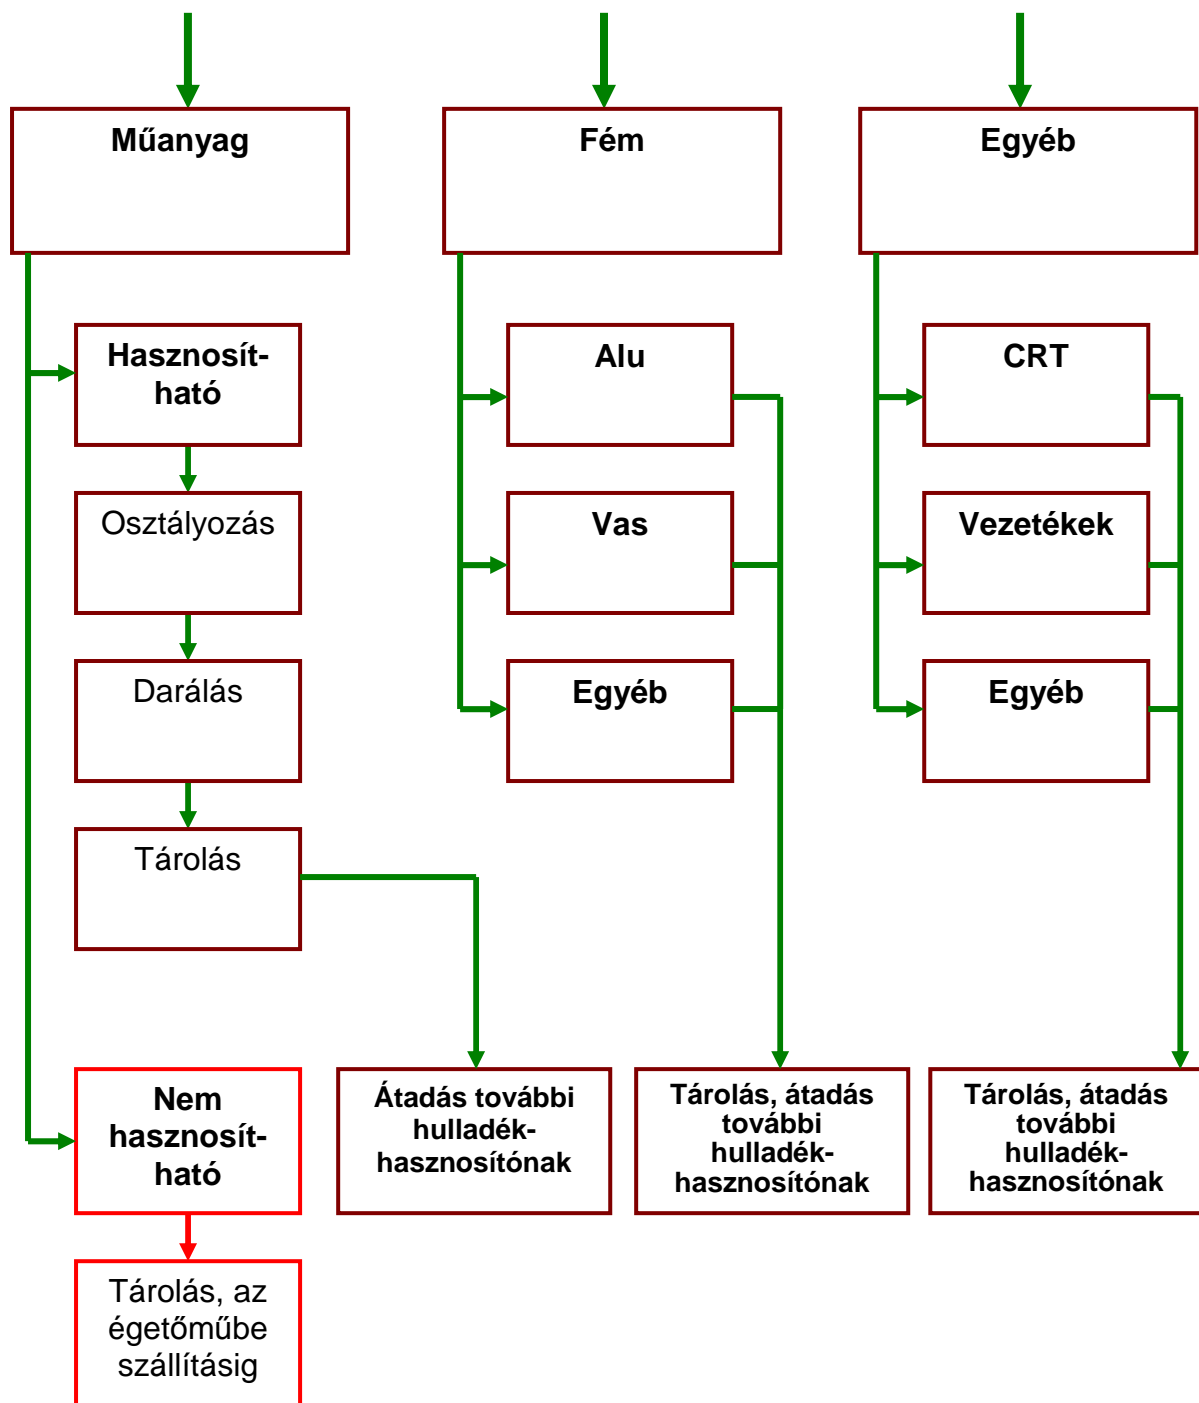 Műanyag
Fém
Egyéb
Hasznosít-
ható
Alu
CRT
Osztályozás
Vas
Vezetékek
Darálás
Egyéb
Egyéb
Tárolás
Nem
hasznosít-
ható
Átadás további
hulladék-
hasznosítónak
Tárolás, átadás
további
hulladék-
hasznosítónak
Tárolás, átadás
további
hulladék-
hasznosítónak
Tárolás, az
égetőműbe
szállításig